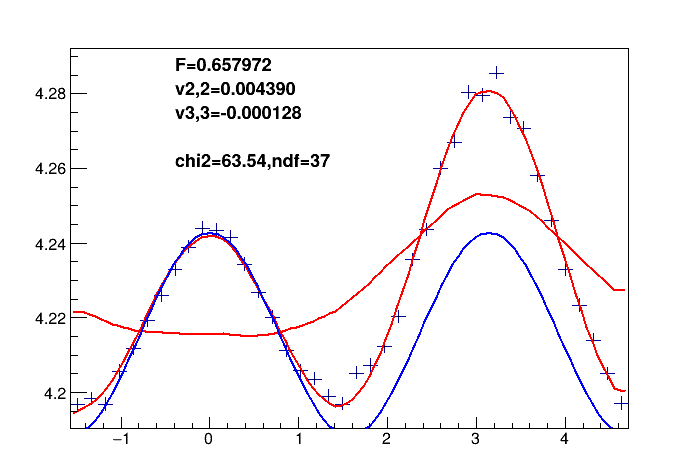 F=0.657972
v2,2=0.004390
v3,3=-0.000128
chi2=63.54,ndf=37
4.28
4.26
4.24
4.22
4.2
−1 0 1 2 3 4